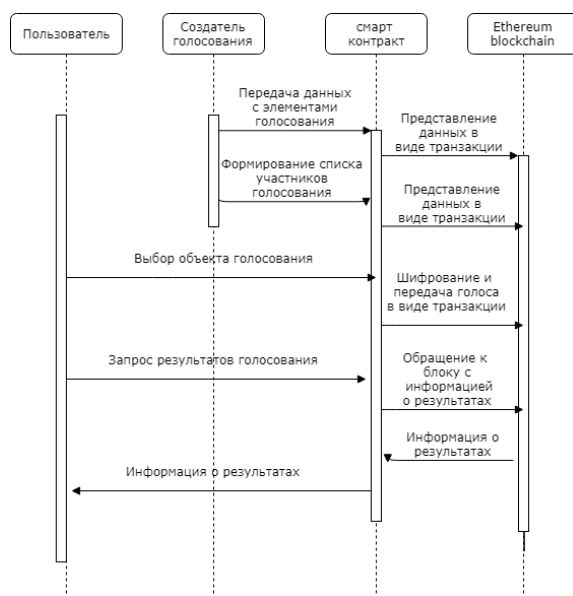 Пользователь
Создатель
голосования
смарт
контракт
Ethereum
blockchain
Передача данных
с элементами
голосования
Представление
данных в
виде транзакции
Формирование списка
участников
голосования
Представление
данных в
виде транзакции
Выбор объекта голосования
Шифрование и
передача голоса
в виде транзакции
Запрос результатов голосования
Обращение к
блоку с
информацией
о результатах
Информация о
результатах
Информация о результатах